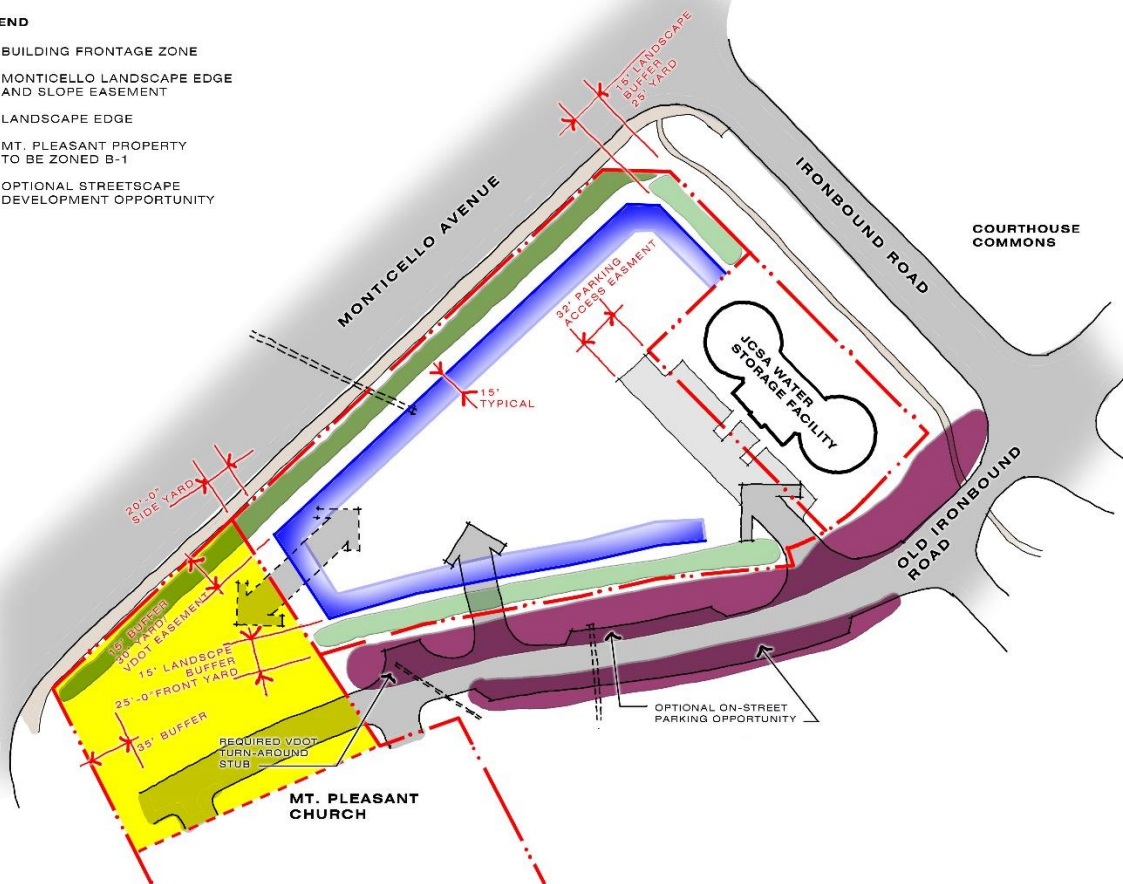 END
BUILDING FRONTAGE ZONE
MONTICELLO LANDSCAPE EDGE
AND SLOPE EASEMENT
LANDSCAPE EDGE
MT. PLEASANT PROPERTY
TO BE ZONED B-1
OPTIONAL STREETSCAPE
DEVELOPMENT OPPORTUNITY
15' LANDSCAPE
BUFFER
25' YARD
MONTICELLO AVENUE
IRONBOUND ROAD
COURTHOUSE
COMMONS
32' PARKING
ACCESS EASMENT
JCSA WATER
STORAGE FACILITY
15'
TYPICAL
20'-0"
SIDE YARD
OLD IRONBOUND
ROAD
15' BUFFER
30' YARD/
VDOT EASEMENT
15' LANDSCPE
BUFFER
25'-0" FRONT YARD
35' BUFFER
REQUIRED VDOT
TURN-AROUND
STUB
OPTIONAL ON-STREET
PARKING OPPORTUNITY
MT. PLEASANT
CHURCH